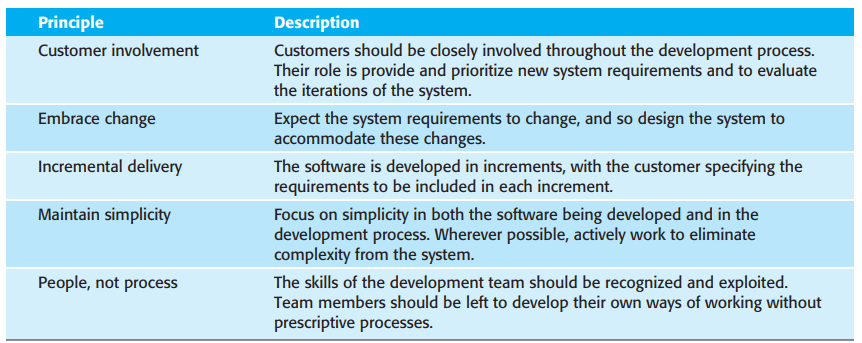 Principle Description
Customer involvement Customers should be closely involved throughout the development process.
Their role is provide and prioritize new system requirements and to evaluate
the iterations of the system.
Embrace change Expect the system requirements to change, and so design the system to
accommodate these changes.
Incremental delivery The software is developed in increments, with the customer specifying the
requirements to be included in each increment.
Maintain simplicity Focus on simplicity in both the software being developed and in the
development process. Wherever possible, actively work to eliminate
complexity from the system.
People, not process The skills of the development team should be recognized and exploited.
Team members should be left to develop their own ways of working without
prescriptive processes.